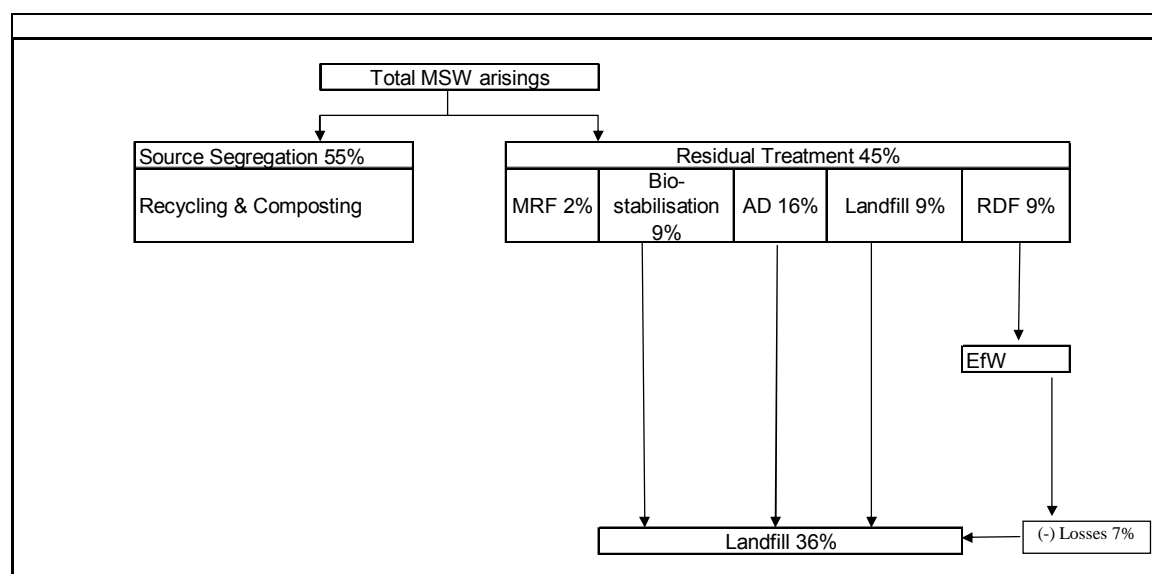 Total MSW arisings
Source Segregation 55%
Residual Treatment 45%
Recycling & Composting
MRF 2%
Bio-
stabilisation
9%
AD 16%
Landfill 9%
RDF 9%
EfW
(-) Losses 7%
Landfill 36%